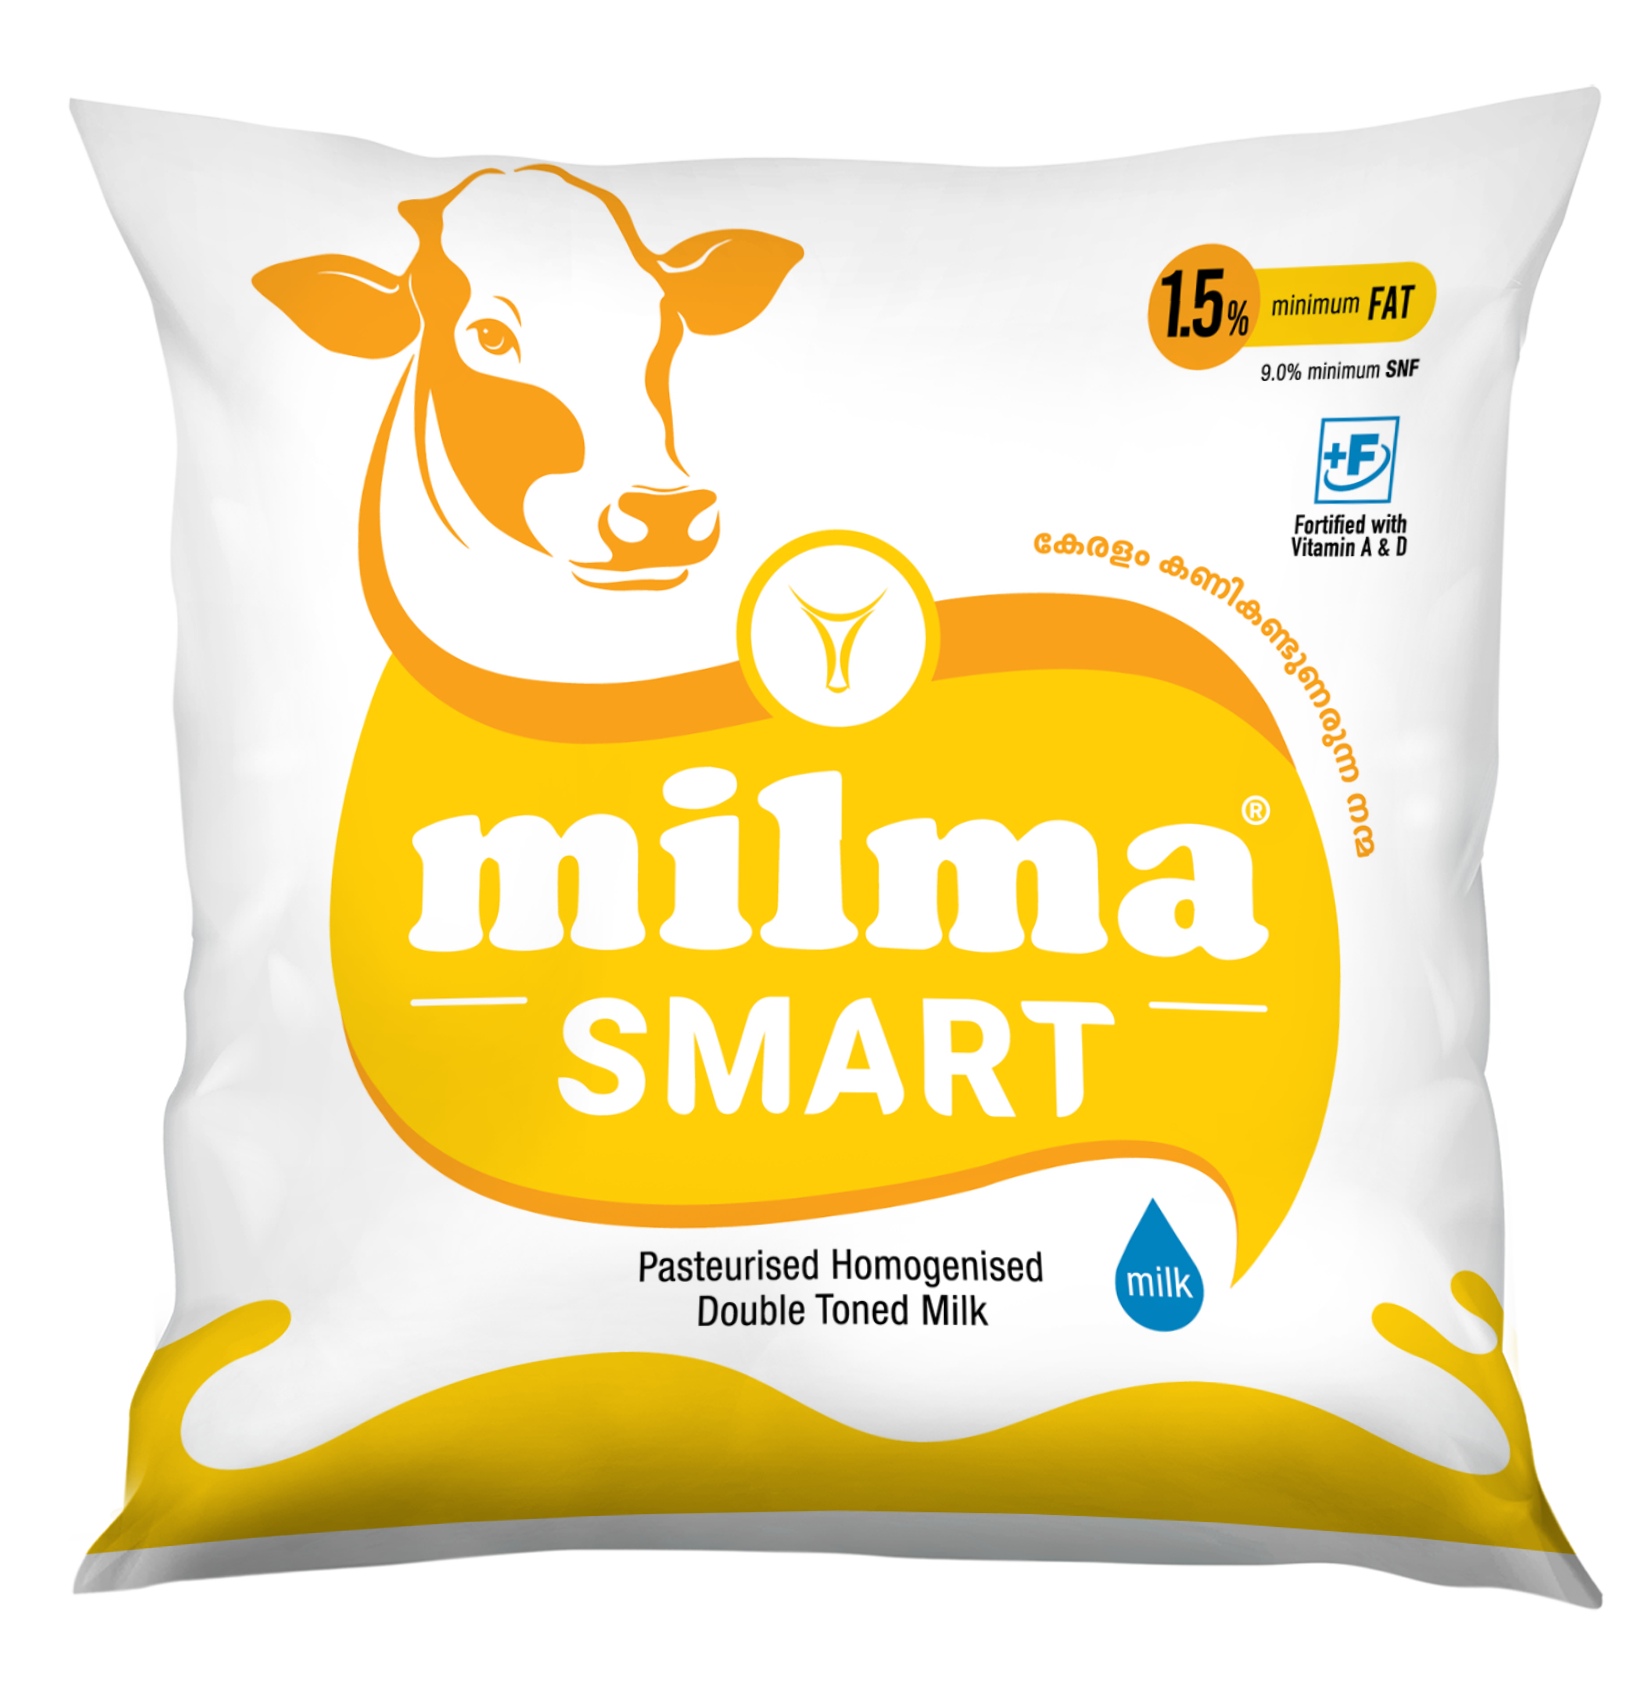 1.5% minimum FAT
9.0% minimum SNF
+F
Fortified with
Vitamin A & D
കേരളം കണികണ്ടുണരുന്ന നന്മ
milma®
SMART
Pasteurised Homogenised
Double Toned Milk
milk